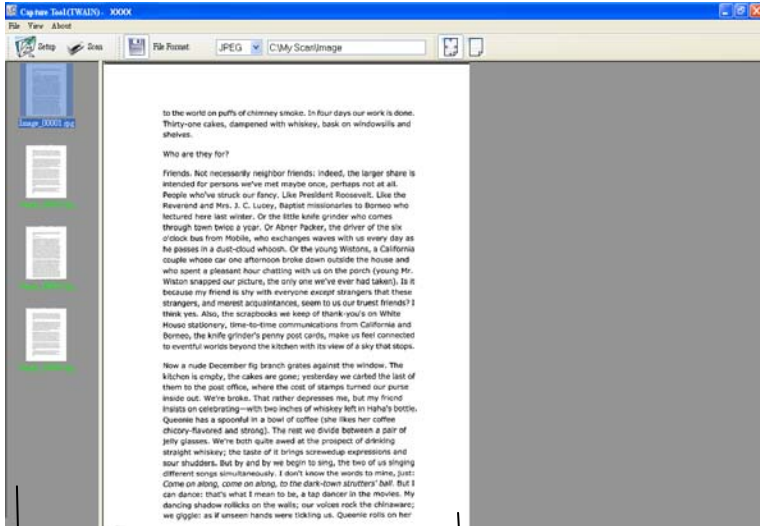 Capture Tool(TWAIN) - XXXX
File View About
Setup Scan File Format JPEG C:\My Scan\Image
Image_00001.jpg
to the world on puffs of chimney smoke. In four days our work is done.
Thirty-one cakes, dampened with whiskey, bask on windowsills and
shelves.
Who are they for?
Friends. Not necessarily neighbor friends: indeed, the larger share is
intended for persons we've met maybe once, perhaps not at all.
People who've struck our fancy. Like President Roosevelt. Like the
Reverend and Mrs. J. C. Lucey, Baptist missionaries to Borneo who
lectured here last winter. Or the little knife grinder who comes
through town twice a year. Or Abner Packer, the driver of the six
o'clock bus from Mobile, who exchanges waves with us every day as
he passes in a dust-cloud whoosh. Or the young Wistons, a California
couple whose car one afternoon broke down outside the house and
who spent a pleasant hour chatting with us on the porch (young Mr.
Wiston snapped our picture, the only one we've ever had taken). Is it
because my friend is shy with everyone except strangers that these
strangers, and merest acquaintances, seem to us our truest friends? I
think yes. Also, the scrapbooks we keep of thank-you's on White
House stationery, time-to-time communications from California and
Borneo, the knife grinder's penny post cards, make us feel connected
to eventful worlds beyond the kitchen with its view of a sky that stops.
Now a nude December fig branch grates against the window. The
kitchen is empty, the cakes are gone; yesterday we carted the last of
them to the post office, where the cost of stamps turned our purse
inside out. We're broke. That rather depresses me, but my friend
insists on celebrating—with two inches of whiskey left in Haha's bottle.
Queenie has a spoonful in a bowl of coffee (she likes her coffee
chicory-flavored and strong). The rest we divide between a pair of
jelly glasses. We're both quite awed at the prospect of drinking
straight whiskey; the taste of it brings screwedup expressions and
sour shudders. But by and by we begin to sing, the two of us singing
different songs simultaneously. I don't know the words to mine, just:
Come on along, come on along, to the dark-town strutters' ball. But I
can dance: that's what I mean to be, a tap dancer in the movies. My
dancing shadow rollicks on the walls; our voices rock the chinaware;
we giggle: as if unseen hands were tickling us. Queenie rolls on her